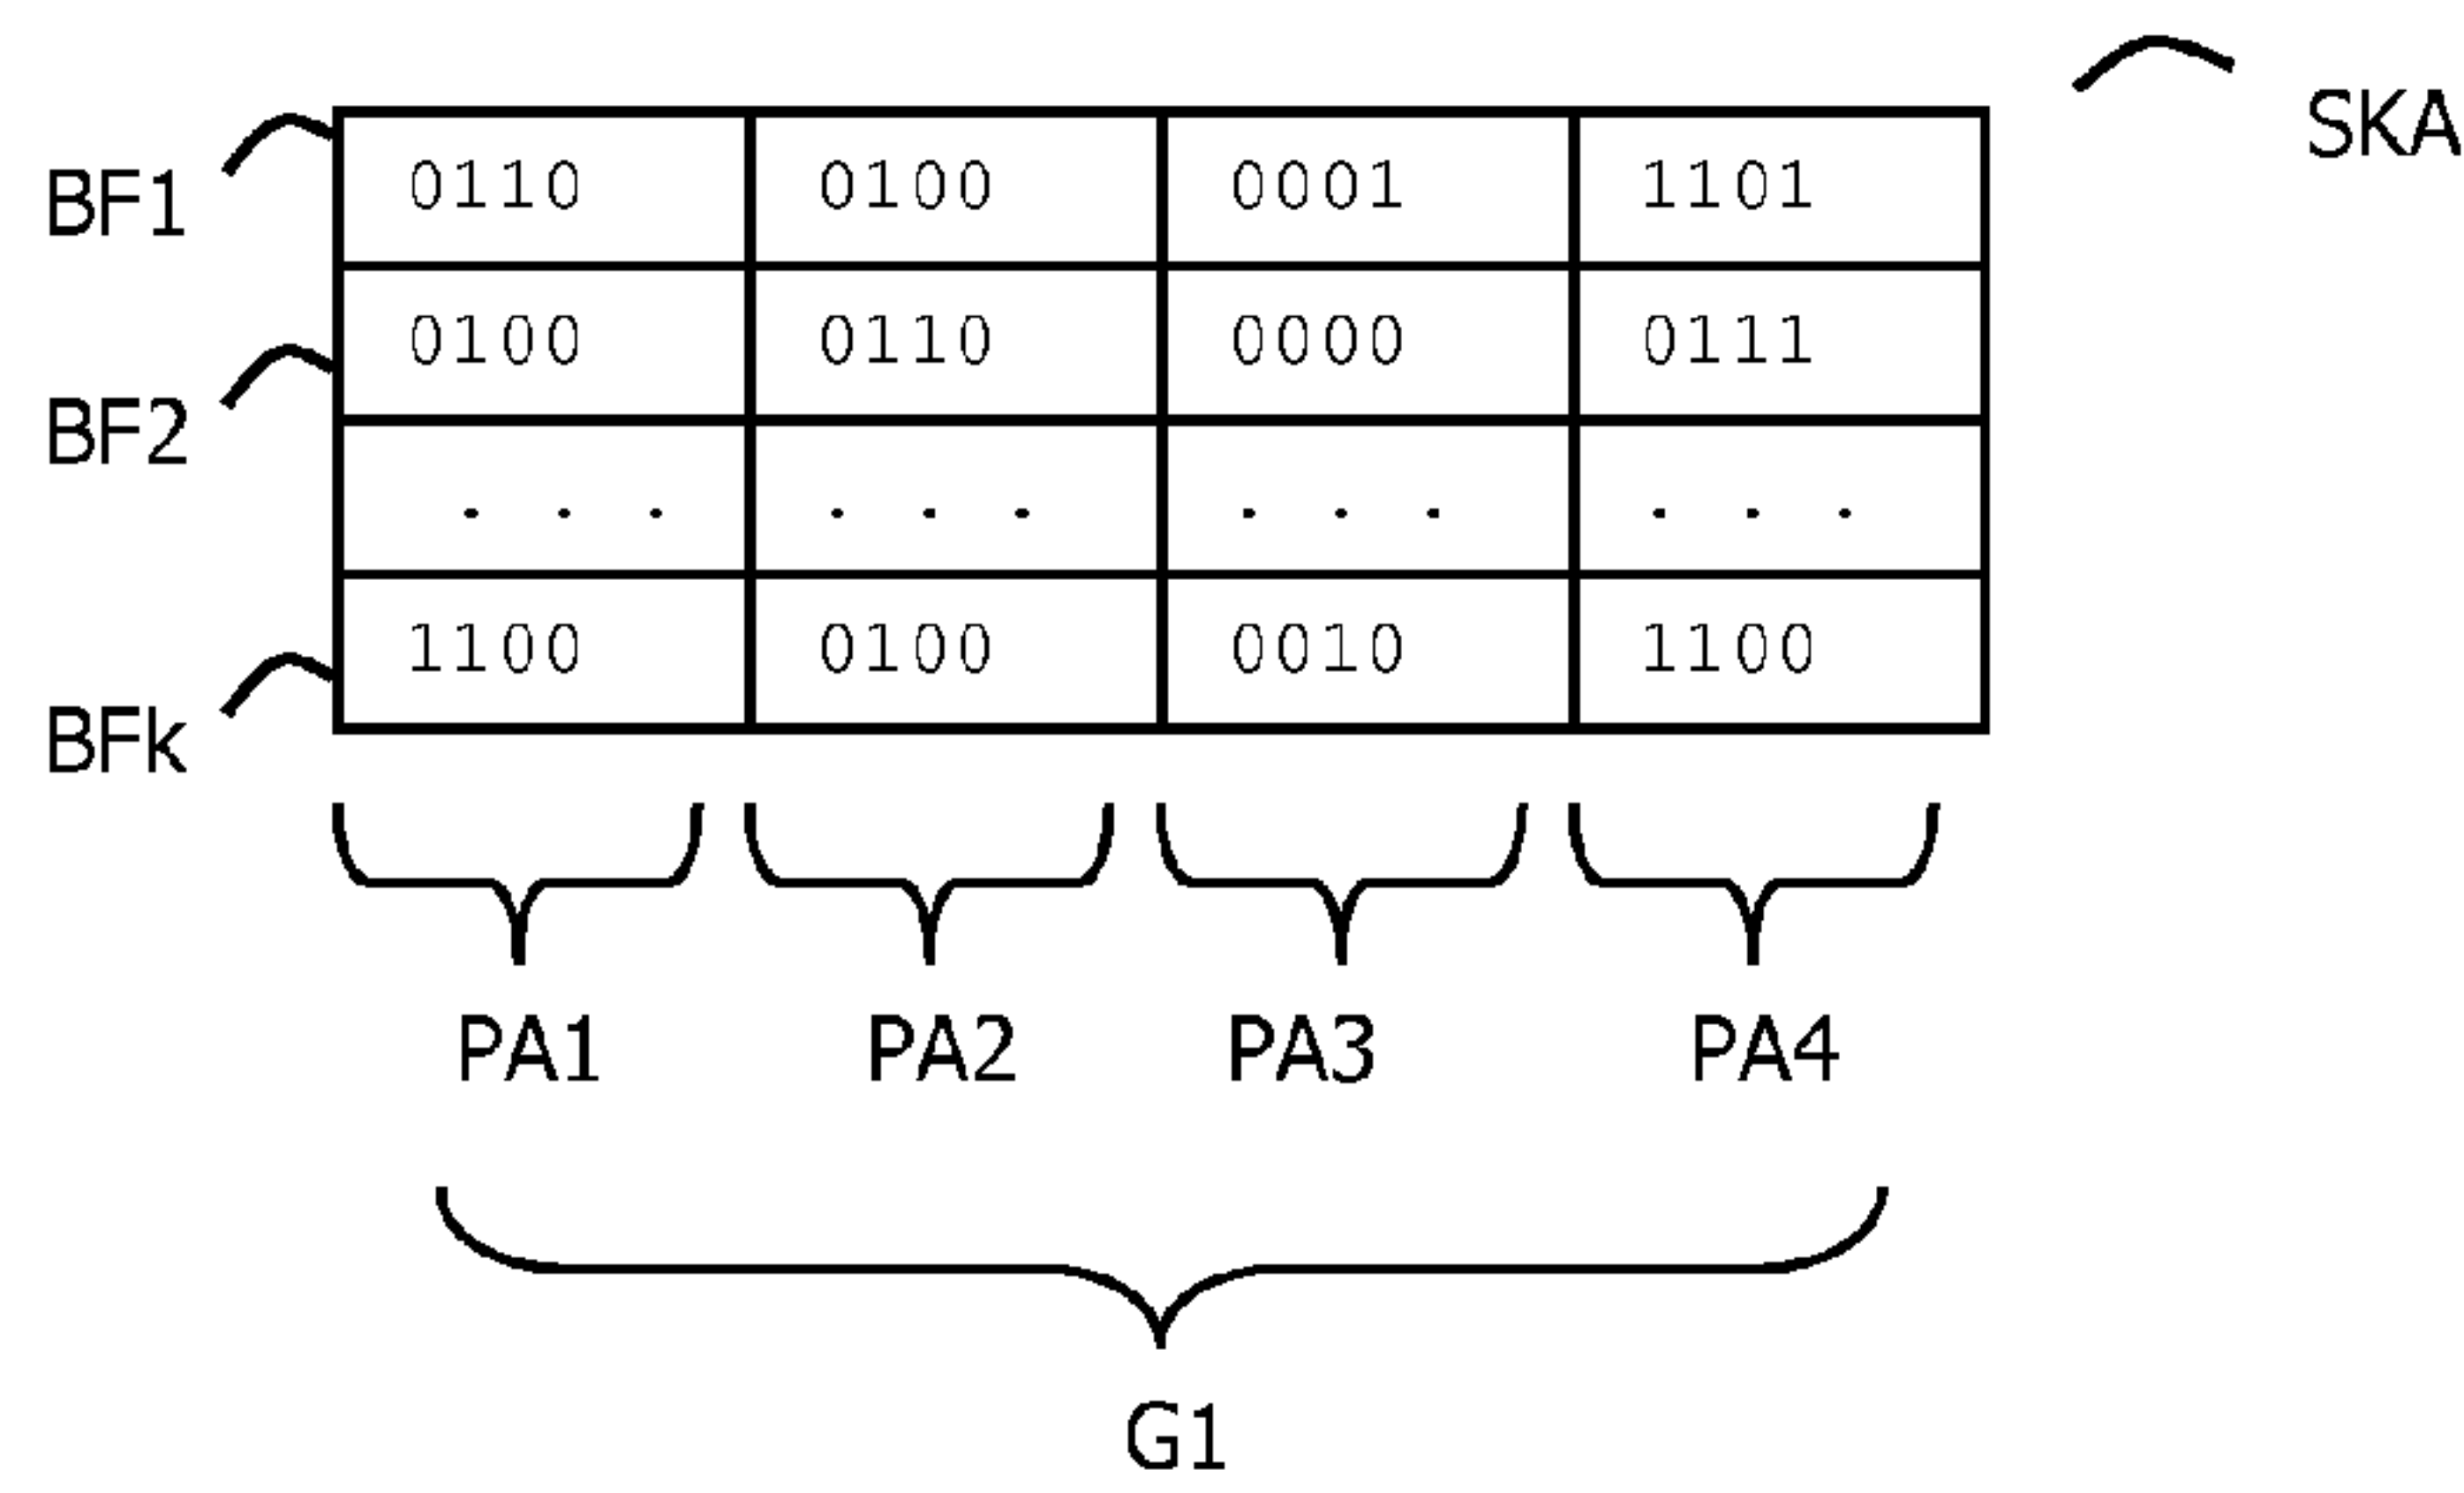 SKA
BF1 0110 0100 0001 1101
BF2 0100 0110 0000 0111
. . . . . . . . . . . .
BFk 1100 0100 0010 1100
PA1 PA2 PA3 PA4
G1